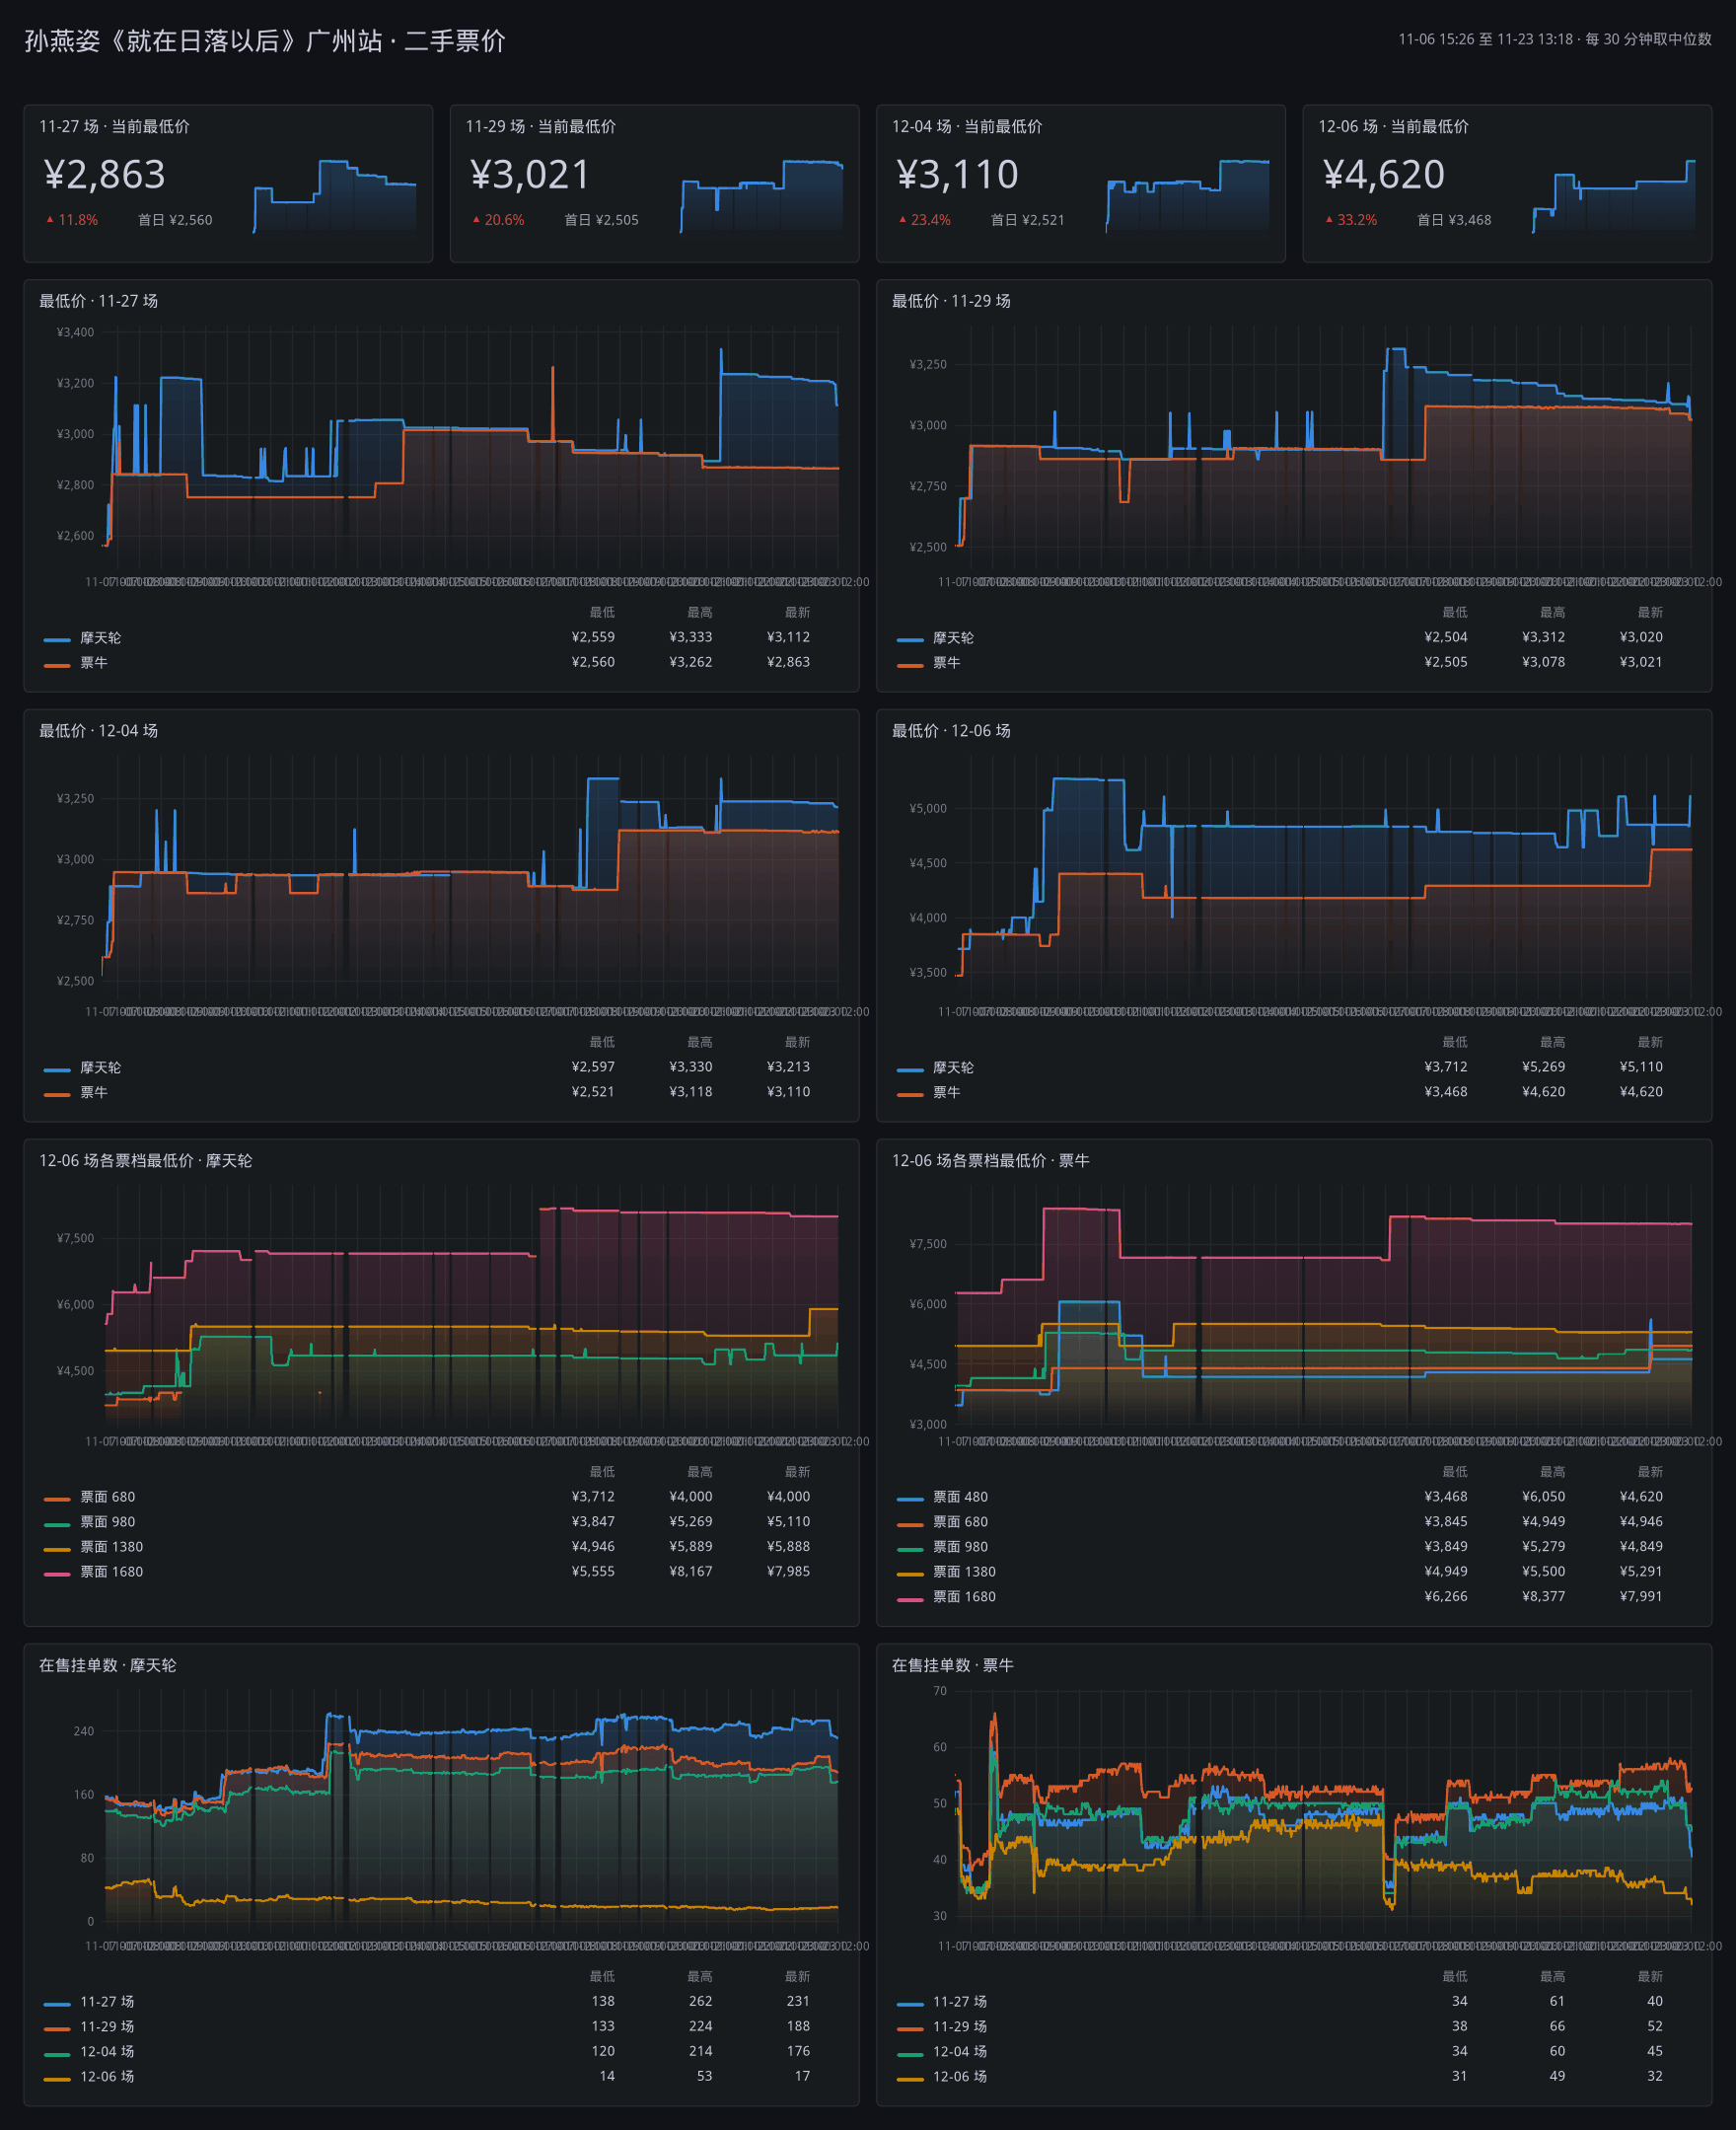 孙燕姿《就在日落以后》广州站 · 二手票价
11-06 15:26 至 11-23 13:18 · 每 30 分钟取中位数
11-27 场 · 当前最低价
¥2,863
11.8% 首日 ¥2,560
11-29 场 · 当前最低价
¥3,021
20.6% 首日 ¥2,505
12-04 场 · 当前最低价
¥3,110
23.4% 首日 ¥2,521
12-06 场 · 当前最低价
¥4,620
33.2% 首日 ¥3,468
最低价 · 11-27 场
¥3,400
¥3,200
¥3,000
¥2,800
¥2,600
最低 最高 最新
摩天轮 ¥2,559 ¥3,333 ¥3,112
票牛 ¥2,560 ¥3,262 ¥2,863
最低价 · 11-29 场
¥3,250
¥3,000
¥2,750
¥2,500
最低 最高 最新
摩天轮 ¥2,504 ¥3,312 ¥3,020
票牛 ¥2,505 ¥3,078 ¥3,021
最低价 · 12-04 场
¥3,250
¥3,000
¥2,750
¥2,500
最低 最高 最新
摩天轮 ¥2,597 ¥3,330 ¥3,213
票牛 ¥2,521 ¥3,118 ¥3,110
最低价 · 12-06 场
¥5,000
¥4,500
¥4,000
¥3,500
最低 最高 最新
摩天轮 ¥3,712 ¥5,269 ¥5,110
票牛 ¥3,468 ¥4,620 ¥4,620
12-06 场各票档最低价 · 摩天轮
¥7,500
¥6,000
¥4,500
最低 最高 最新
票面 680 ¥3,712 ¥4,000 ¥4,000
票面 980 ¥3,847 ¥5,269 ¥5,110
票面 1380 ¥4,946 ¥5,889 ¥5,888
票面 1680 ¥5,555 ¥8,167 ¥7,985
12-06 场各票档最低价 · 票牛
¥7,500
¥6,000
¥4,500
¥3,000
最低 最高 最新
票面 480 ¥3,468 ¥6,050 ¥4,620
票面 680 ¥3,845 ¥4,949 ¥4,946
票面 980 ¥3,849 ¥5,279 ¥4,849
票面 1380 ¥4,949 ¥5,500 ¥5,291
票面 1680 ¥6,266 ¥8,377 ¥7,991
在售挂单数 · 摩天轮
240
160
80
0
最低 最高 最新
11-27 场 138 262 231
11-29 场 133 224 188
12-04 场 120 214 176
12-06 场 14 53 17
在售挂单数 · 票牛
70
60
50
40
30
最低 最高 最新
11-27 场 34 61 40
11-29 场 38 66 52
12-04 场 34 60 45
12-06 场 31 49 32